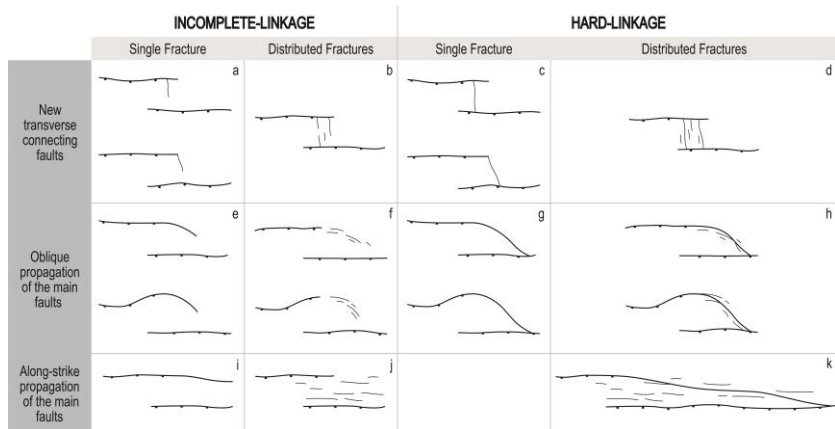 INCOMPLETE-LINKAGE
HARD-LINKAGE
Single Fracture
Distributed Fractures
Single Fracture
Distributed Fractures
New
transverse
connecting
faults
a
b
c
d
Oblique
propagation
of the main
faults
e
f
g
h
Along-strike
propagation
of the main
faults
i
j
k